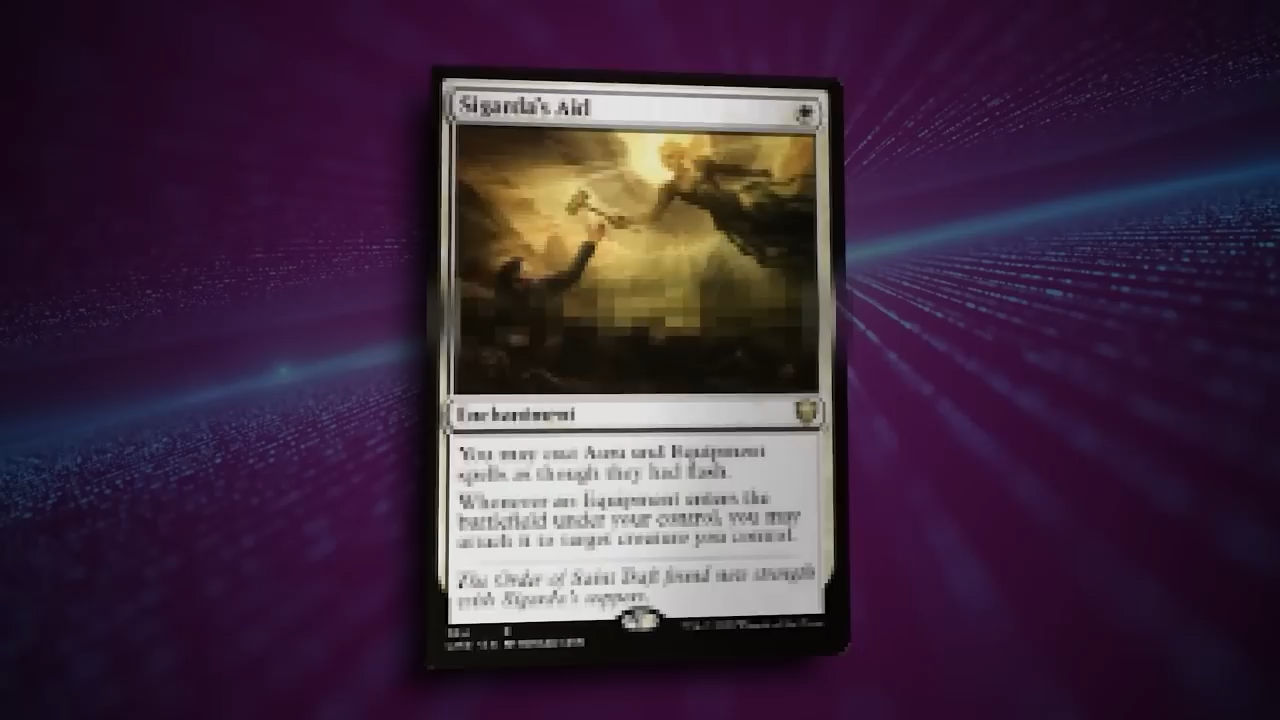 Sigarda's Aid
Enchantment
You may cast Aura and Equipment
spells as though they had flash.
Whenever an Equipment enters the
battlefield under your control, you may
attach it to target creature you control.
The Order of Saint Traft found new strength
with Sigarda's support.